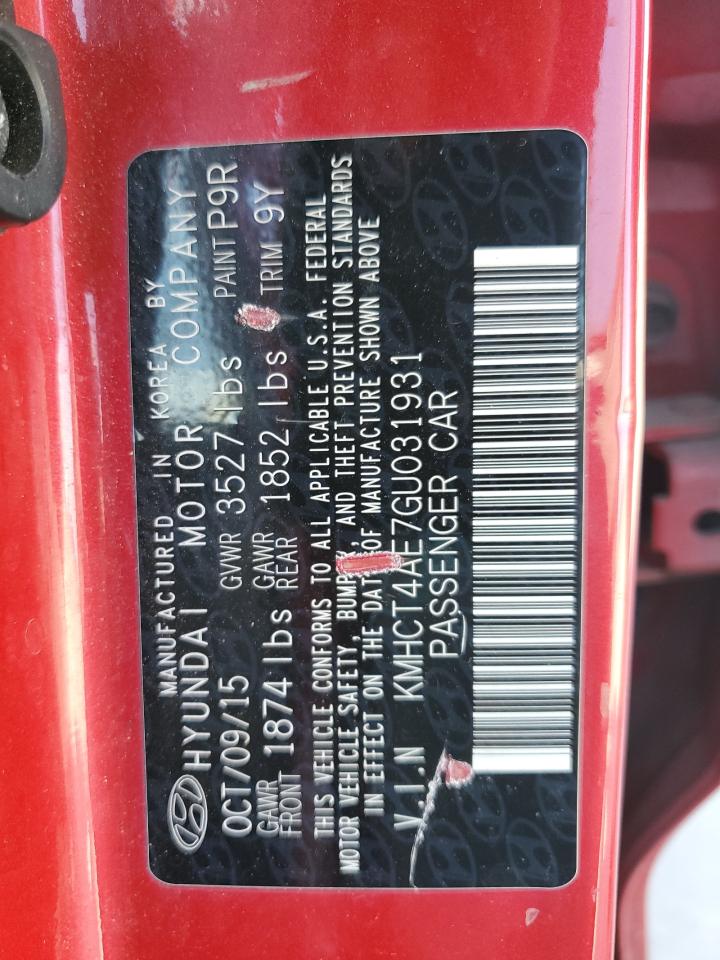 MANUFACTURED IN KOREA BY
HYUNDAI MOTOR COMPANY
OCT/09/15 GVWR 3527 lbs PAINT P9R
GAWR FRONT 1874 lbs GAWR REAR 1852 lbs TRIM 9Y
THIS VEHICLE CONFORMS TO ALL APPLICABLE U.S.A. FEDERAL
MOTOR VEHICLE SAFETY, BUMP, AND THEFT PREVENTION STANDARDS
IN EFFECT ON THE DAT OF MANUFACTURE SHOWN ABOVE
V.I.N KMHCT4AE7GU031931
PASSENGER CAR